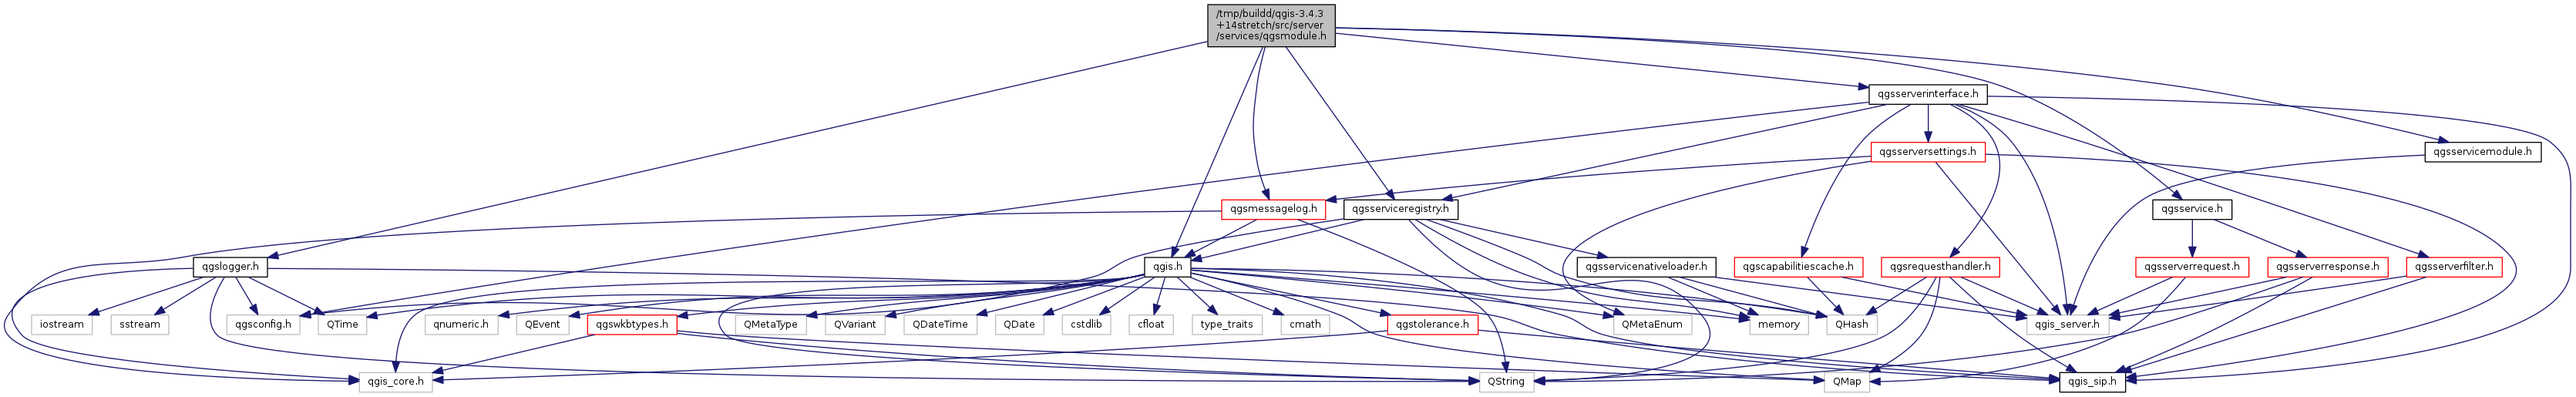 /tmp/buildd/qgis-3.4.3
+14stretch/src/server
/services/qgsmodule.h
qgsserverinterface.h
qgsserversettings.h
qgsservicemodule.h
qgsmessagelog.h
qgsserviceregistry.h
qgsservice.h
qgslogger.h
qgis.h
qgsservicenativeloader.h
qgscapabilitiescache.h
qgsrequesthandler.h
qgsserverrequest.h
qgsserverresponse.h
qgsserverfilter.h
iostream
sstream
qgsconfig.h
QTime
qnumeric.h
QEvent
qgswkbtypes.h
QMetaType
QVariant
QDateTime
QDate
cstdlib
cfloat
type_traits
cmath
qgstolerance.h
QMetaEnum
memory
QHash
qgis_server.h
qgis_core.h
QString
QMap
qgis_sip.h